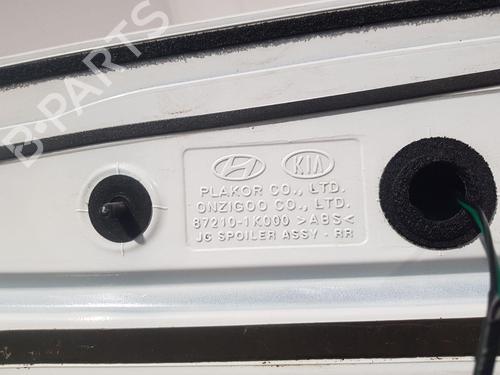 B-PARTS
KIA
PLAKOR CO., LTD.
ONZIGOO CO., LTD.
87210-1K000 >ABS<
JC SPOILER ASSY - RR